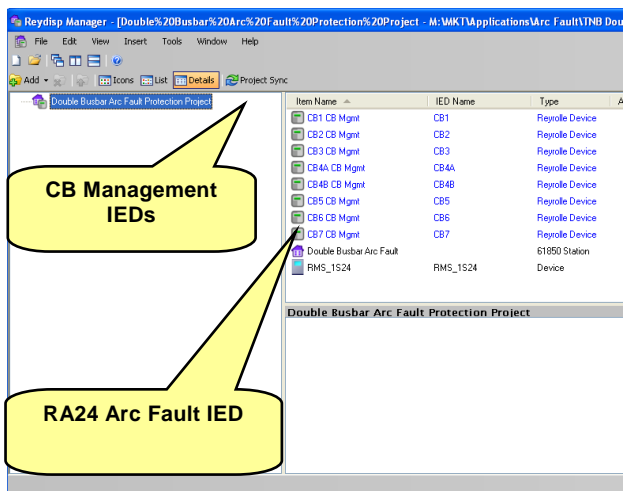 Reydisp Manager - [Double%20Busbar%20Arc%20Fault%20Protection%20Project - M:\MKT\Applications\Arc Fault\TNB Dou
File Edit View Insert Tools Window Help
Add Icons List Details Project Sync
Double Busbar Arc Fault Protection Project
Item Name IED Name Type A
CB1 CB Mgmt CB1 Reyrolle Device
CB2 CB Mgmt CB2 Reyrolle Device
CB3 CB Mgmt CB3 Reyrolle Device
CB4A CB Mgmt CB4A Reyrolle Device
CB4B CB Mgmt CB4B Reyrolle Device
CB5 CB Mgmt CB5 Reyrolle Device
CB6 CB Mgmt CB6 Reyrolle Device
CB7 CB Mgmt CB7 Reyrolle Device
Double Busbar Arc Fault 61850 Station
RMS_1S24 RMS_1S24 Device
CB Management
IEDs
Double Busbar Arc Fault Protection Project
RA24 Arc Fault IED